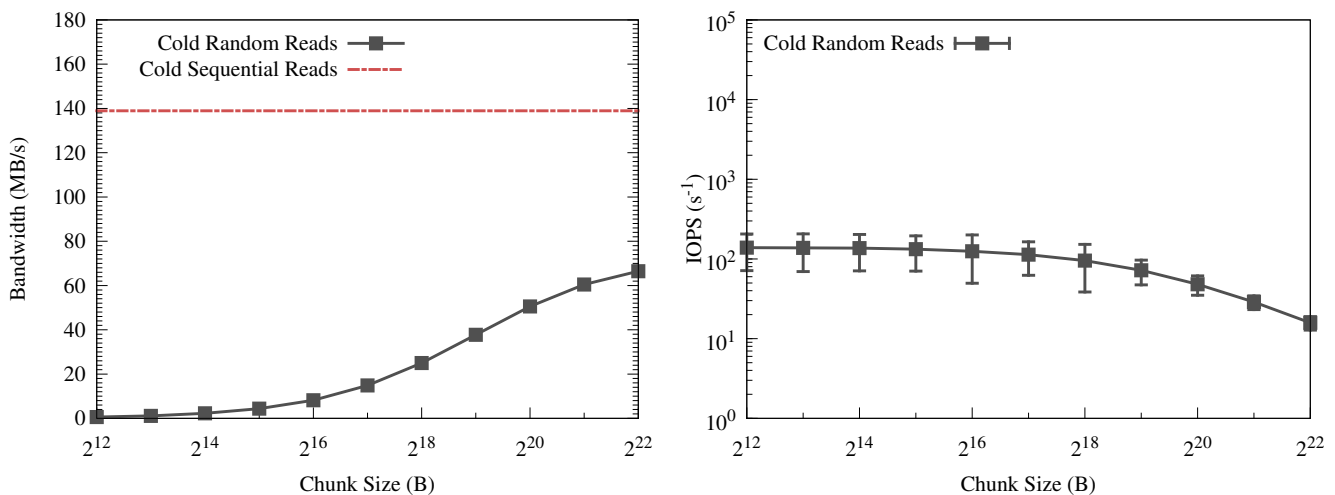 180
160
140
120
100
80
60
40
20
0
Bandwidth (MB/s)
Cold Random Reads
Cold Sequential Reads
2^12 2^14 2^16 2^18 2^20 2^22
Chunk Size (B)
10^5
10^4
10^3
10^2
10^1
10^0
IOPS (s^-1)
Cold Random Reads
2^12 2^14 2^16 2^18 2^20 2^22
Chunk Size (B)